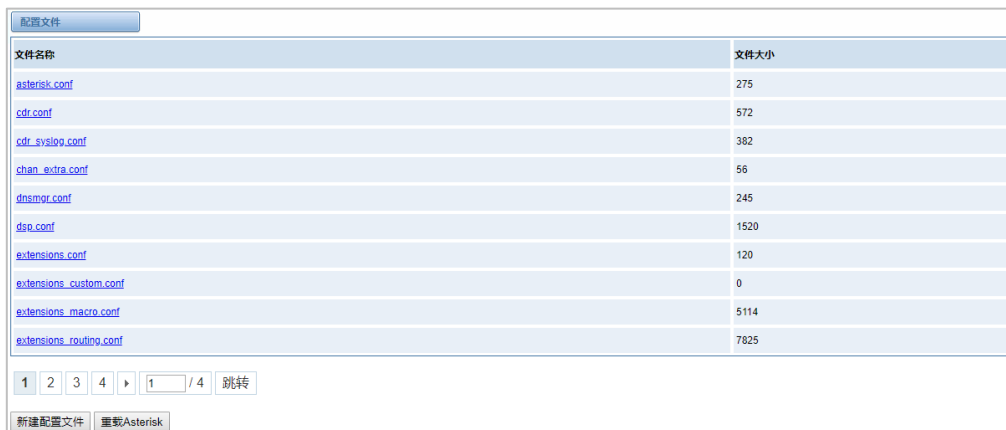 配置文件
文件名称 文件大小
asterisk.conf 275
cdr.conf 572
cdr_syslog.conf 382
chan_extra.conf 56
dnsmgr.conf 245
dsp.conf 1520
extensions.conf 120
extensions_custom.conf 0
extensions_macro.conf 5114
extensions_routing.conf 7825
1 2 3 4 1 / 4 跳转
新建配置文件 重载Asterisk